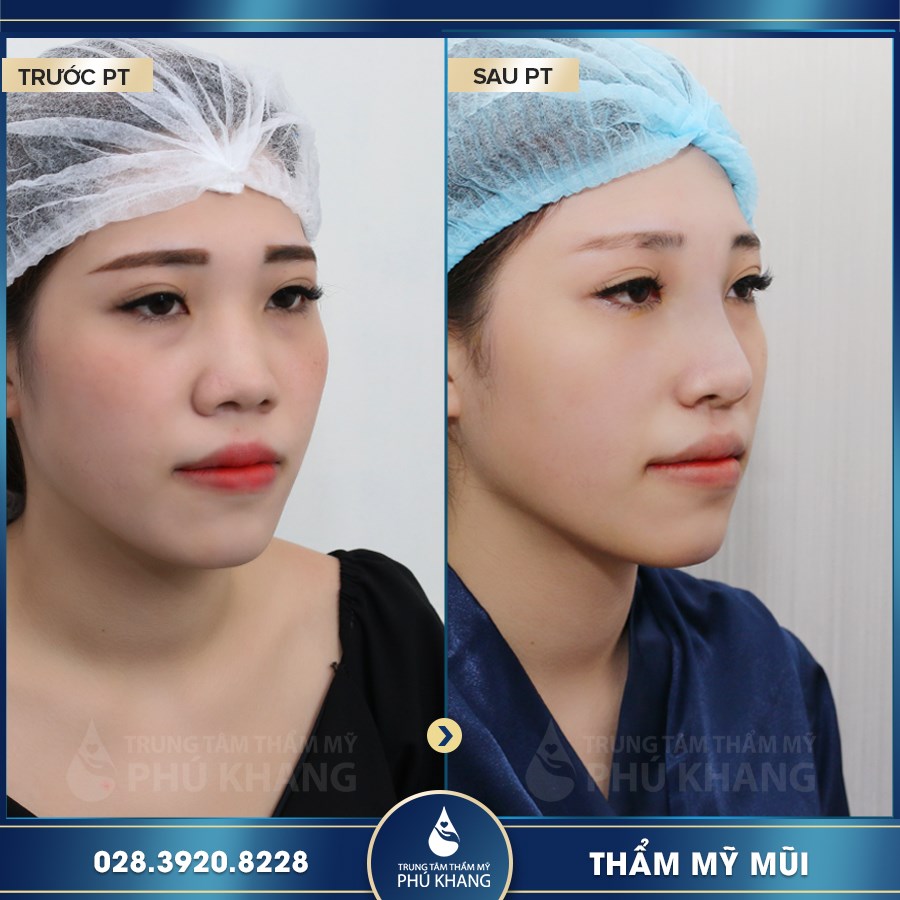 TRƯỚC PT
SAU PT
TRUNG TÂM THẨM MỸ
PHÚ KHANG
TRUNG TÂM THẨM MỸ
PHÚ KHANG
028.3920.8228
TRUNG TÂM THẨM MỸ
PHÚ KHANG
THẨM MỸ MŨI